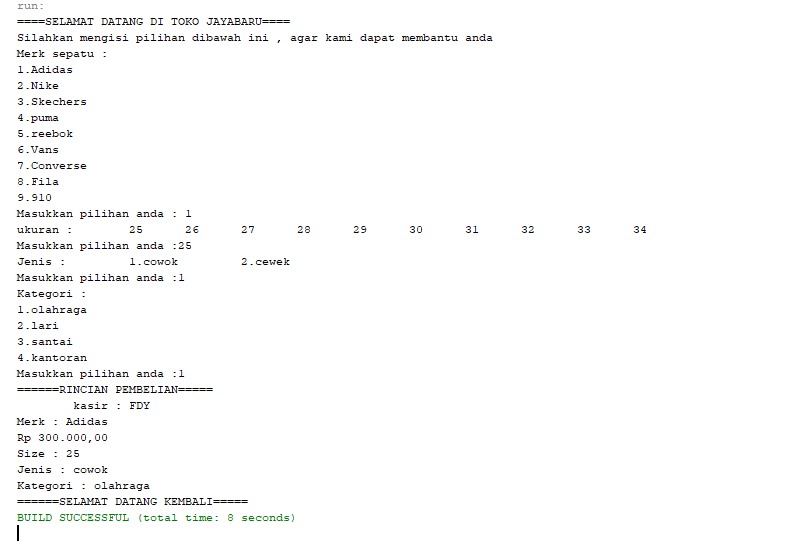 run:
====SELAMAT DATANG DI TOKO JAYABARU====
Silahkan mengisi pilihan dibawah ini , agar kami dapat membantu anda
Merk sepatu :
1.Adidas
2.Nike
3.Skechers
4.puma
5.reebok
6.Vans
7.Converse
8.Fila
9.910
Masukkan pilihan anda : 1
ukuran :        25      26      27      28      29      30      31      32      33      34
Masukkan pilihan anda :25
Jenis :         1.cowok         2.cewek
Masukkan pilihan anda :1
Kategori :
1.olahraga
2.lari
3.santai
4.kantoran
Masukkan pilihan anda :1
======RINCIAN PEMBELIAN=====
        kasir : FDY
Merk : Adidas
Rp 300.000,00
Size : 25
Jenis : cowok
Kategori : olahraga
======SELAMAT DATANG KEMBALI=====
BUILD SUCCESSFUL (total time: 8 seconds)